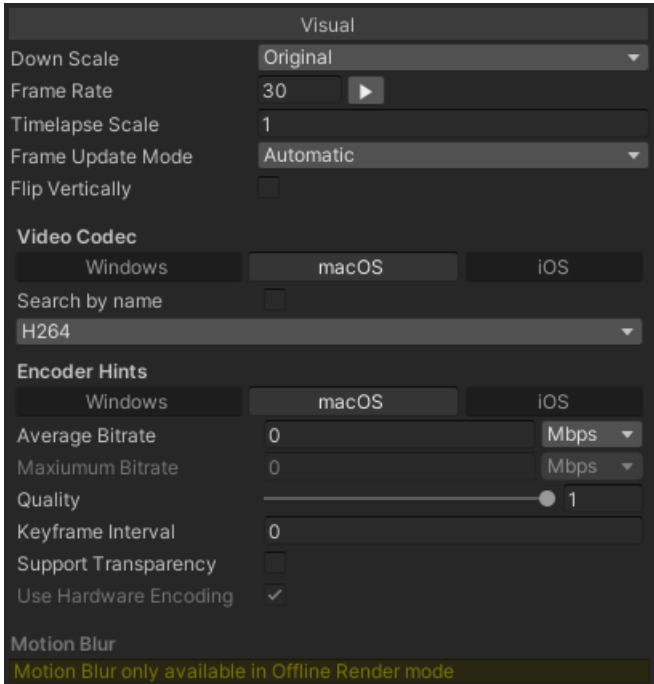 Visual
Down Scale Original
Frame Rate 30
Timelapse Scale 1
Frame Update Mode Automatic
Flip Vertically
Video Codec
Windows macOS iOS
Search by name
H264
Encoder Hints
Windows macOS iOS
Average Bitrate 0 Mbps
Maxiumum Bitrate 0 Mbps
Quality 1
Keyframe Interval 0
Support Transparency
Use Hardware Encoding
Motion Blur
Motion Blur only available in Offline Render mode